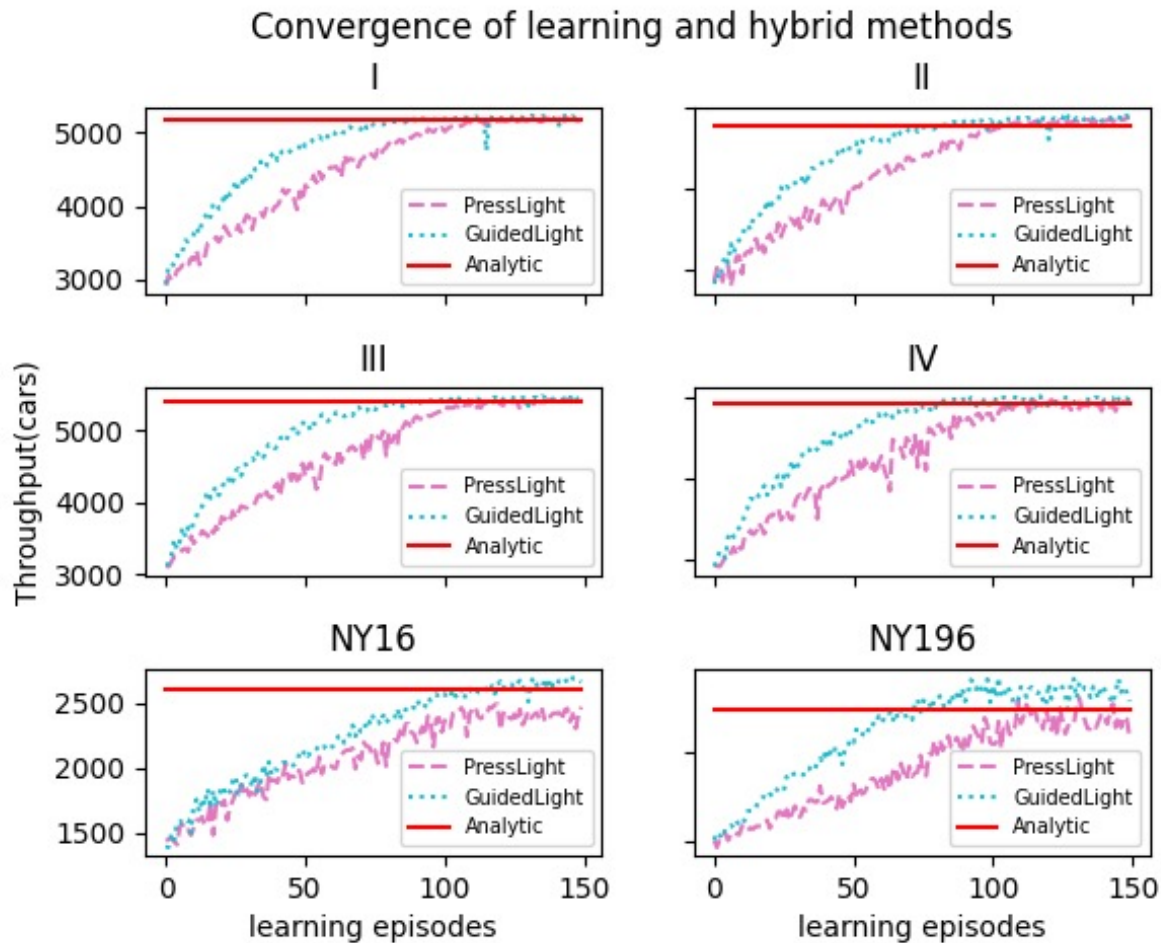 Convergence of learning and hybrid methods
I
II
5000
4000
3000
PressLight
GuidedLight
Analytic
PressLight
GuidedLight
Analytic
III
IV
Throughput(cars)
5000
4000
3000
PressLight
GuidedLight
Analytic
PressLight
GuidedLight
Analytic
NY16
NY196
2500
2000
1500
PressLight
GuidedLight
Analytic
PressLight
GuidedLight
Analytic
0 50 100 150
0 50 100 150
learning episodes
learning episodes